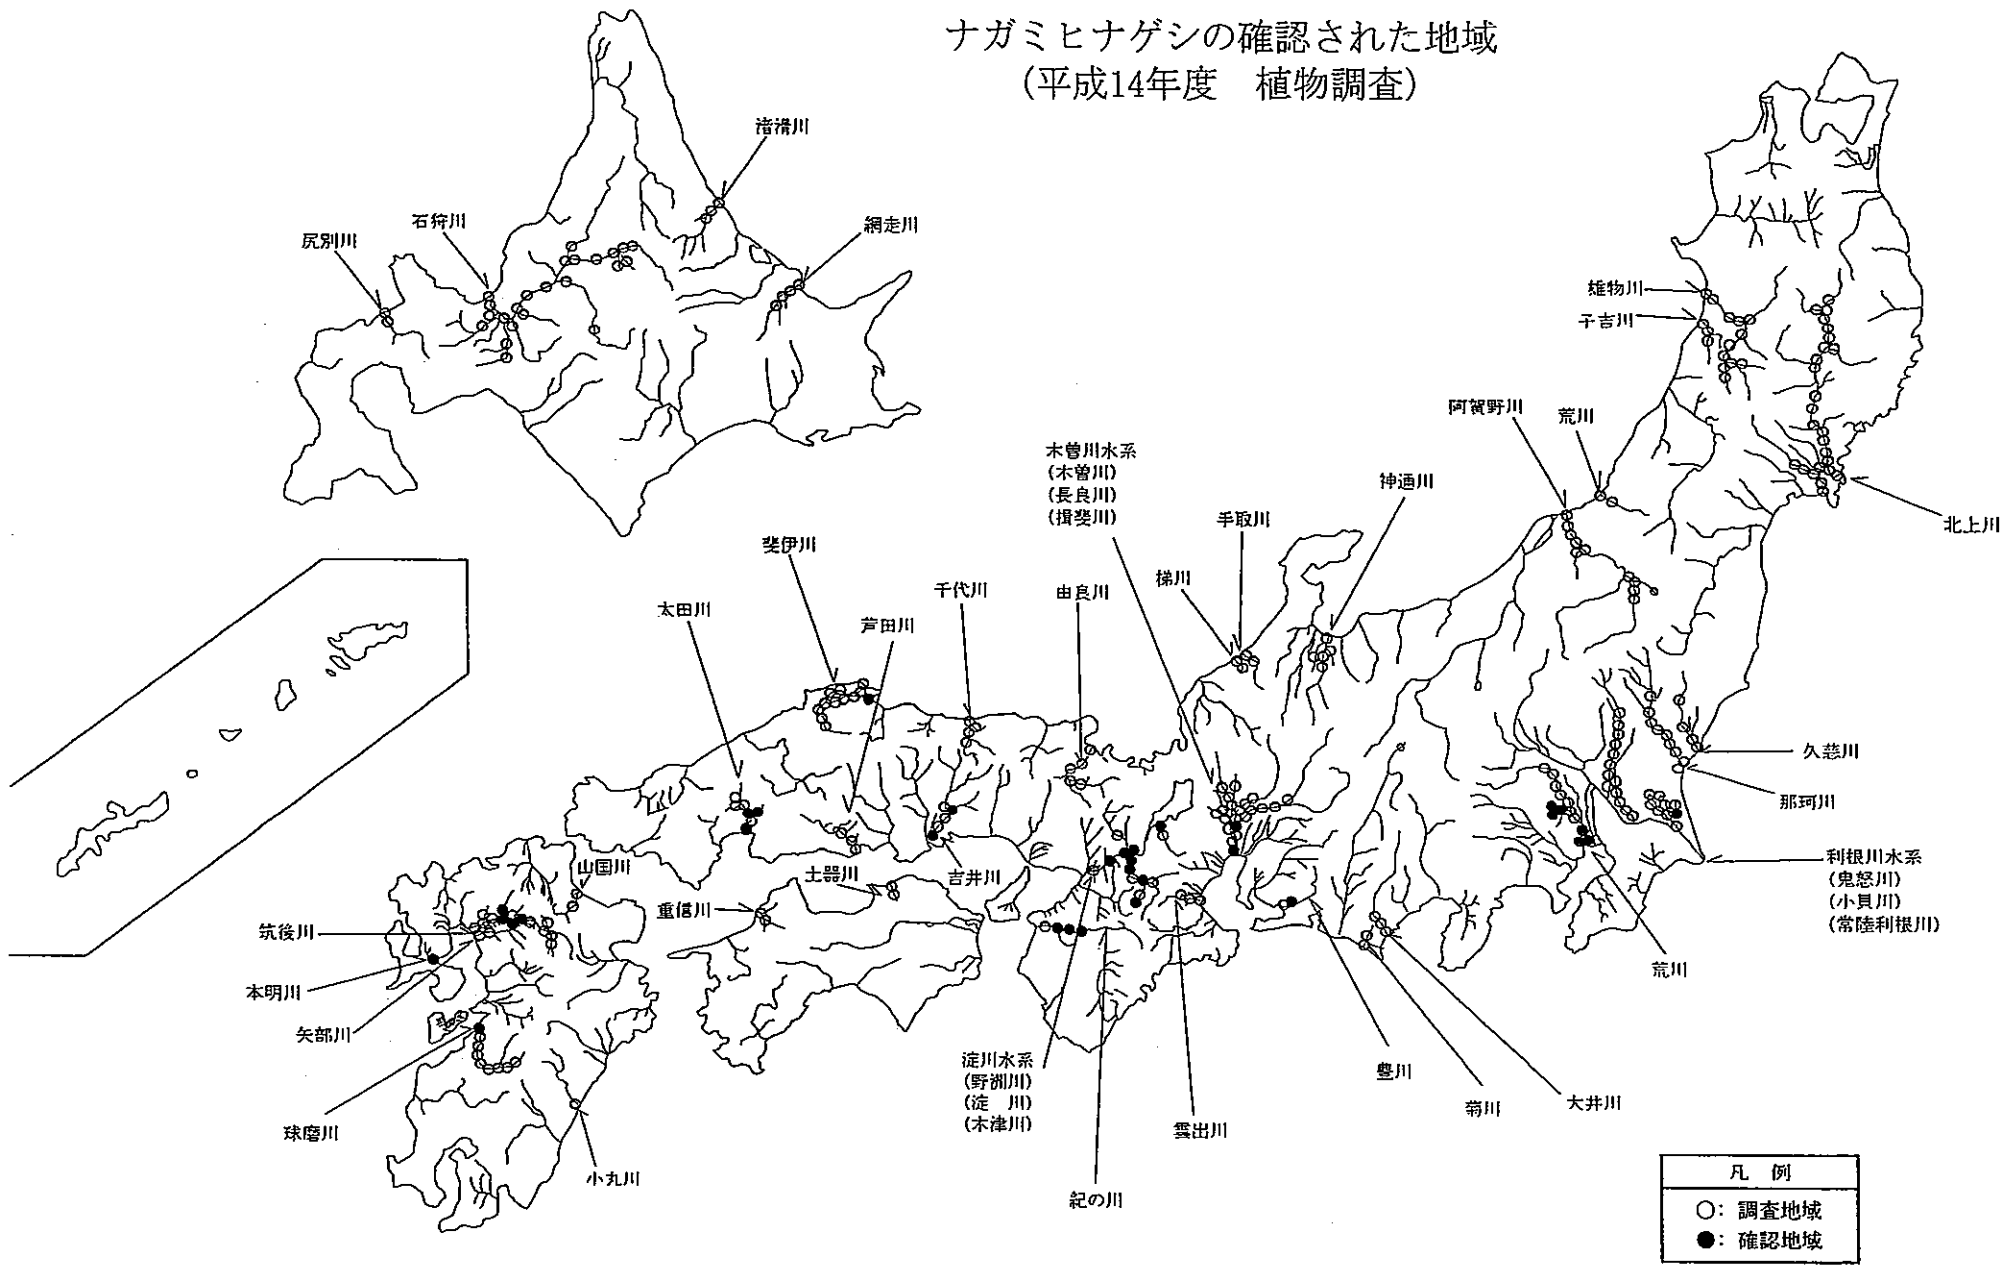 ナガミヒナゲシの確認された地域
(平成14年度　植物調査)
渚滑川
石狩川
尻別川
網走川
雄物川
子吉川
阿賀野川
荒川
木曽川水系
(木曽川)
(長良川)
(揖斐川)
神通川
手取川
北上川
斐伊川
梯川
千代川
由良川
太田川
芦田川
久慈川
那珂川
山国川
土器川
吉井川
利根川水系
(鬼怒川)
(小貝川)
(常陸利根川)
重信川
筑後川
荒川
本明川
矢部川
淀川水系
(野洲川)
(淀　川)
(木津川)
豊川
菊川
大井川
球磨川
雲出川
小丸川
紀の川
凡　例
○：調査地域
●：確認地域